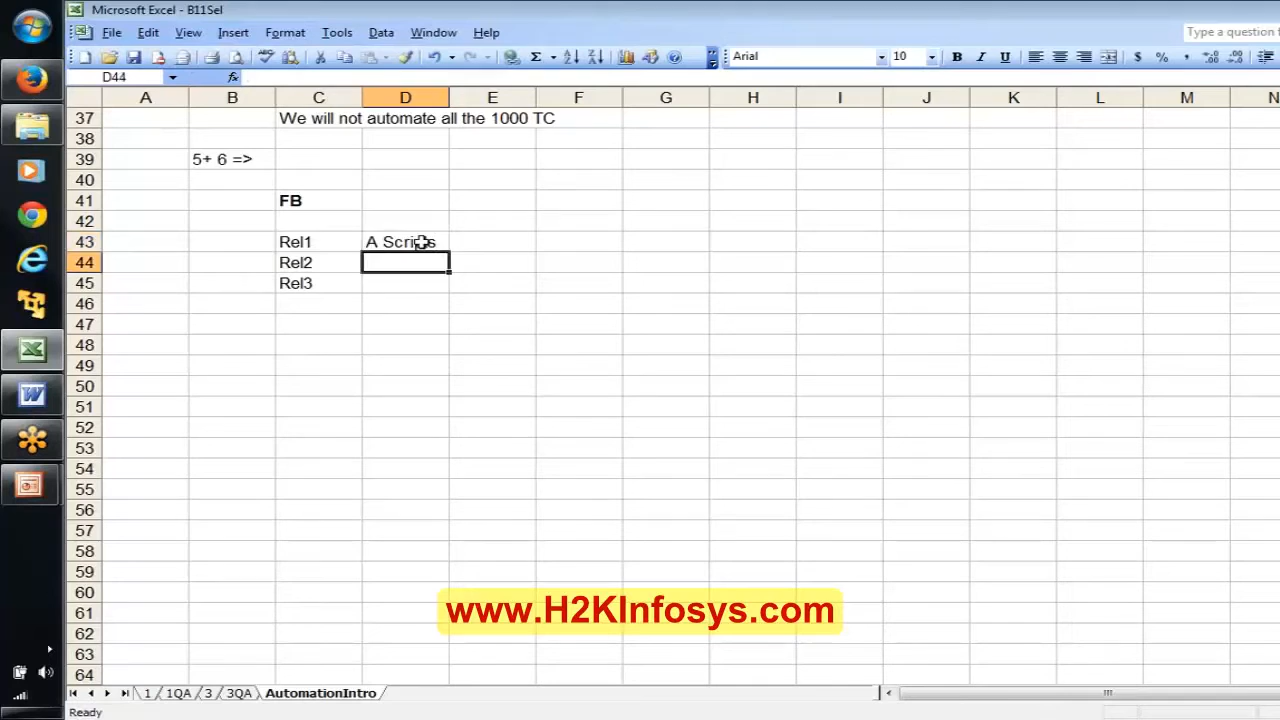 Microsoft Excel - B11Sel
File Edit View Insert Format Tools Data Window Help
Type a question f
Arial 10 B I U $ % ,
D44 fx
A B C D E F G H I J K L M N
37 We will not automate all the 1000 TC
38
39 5+ 6 =>
40
41 FB
42
43 Rel1 A Scripts
44 Rel2
45 Rel3
46
47
48
49
50
51
52
53
54
55
56
57
58
59
60
61
62
63
64
www.H2KInfosys.com
1 1QA 3 3QA AutomationIntro
Ready